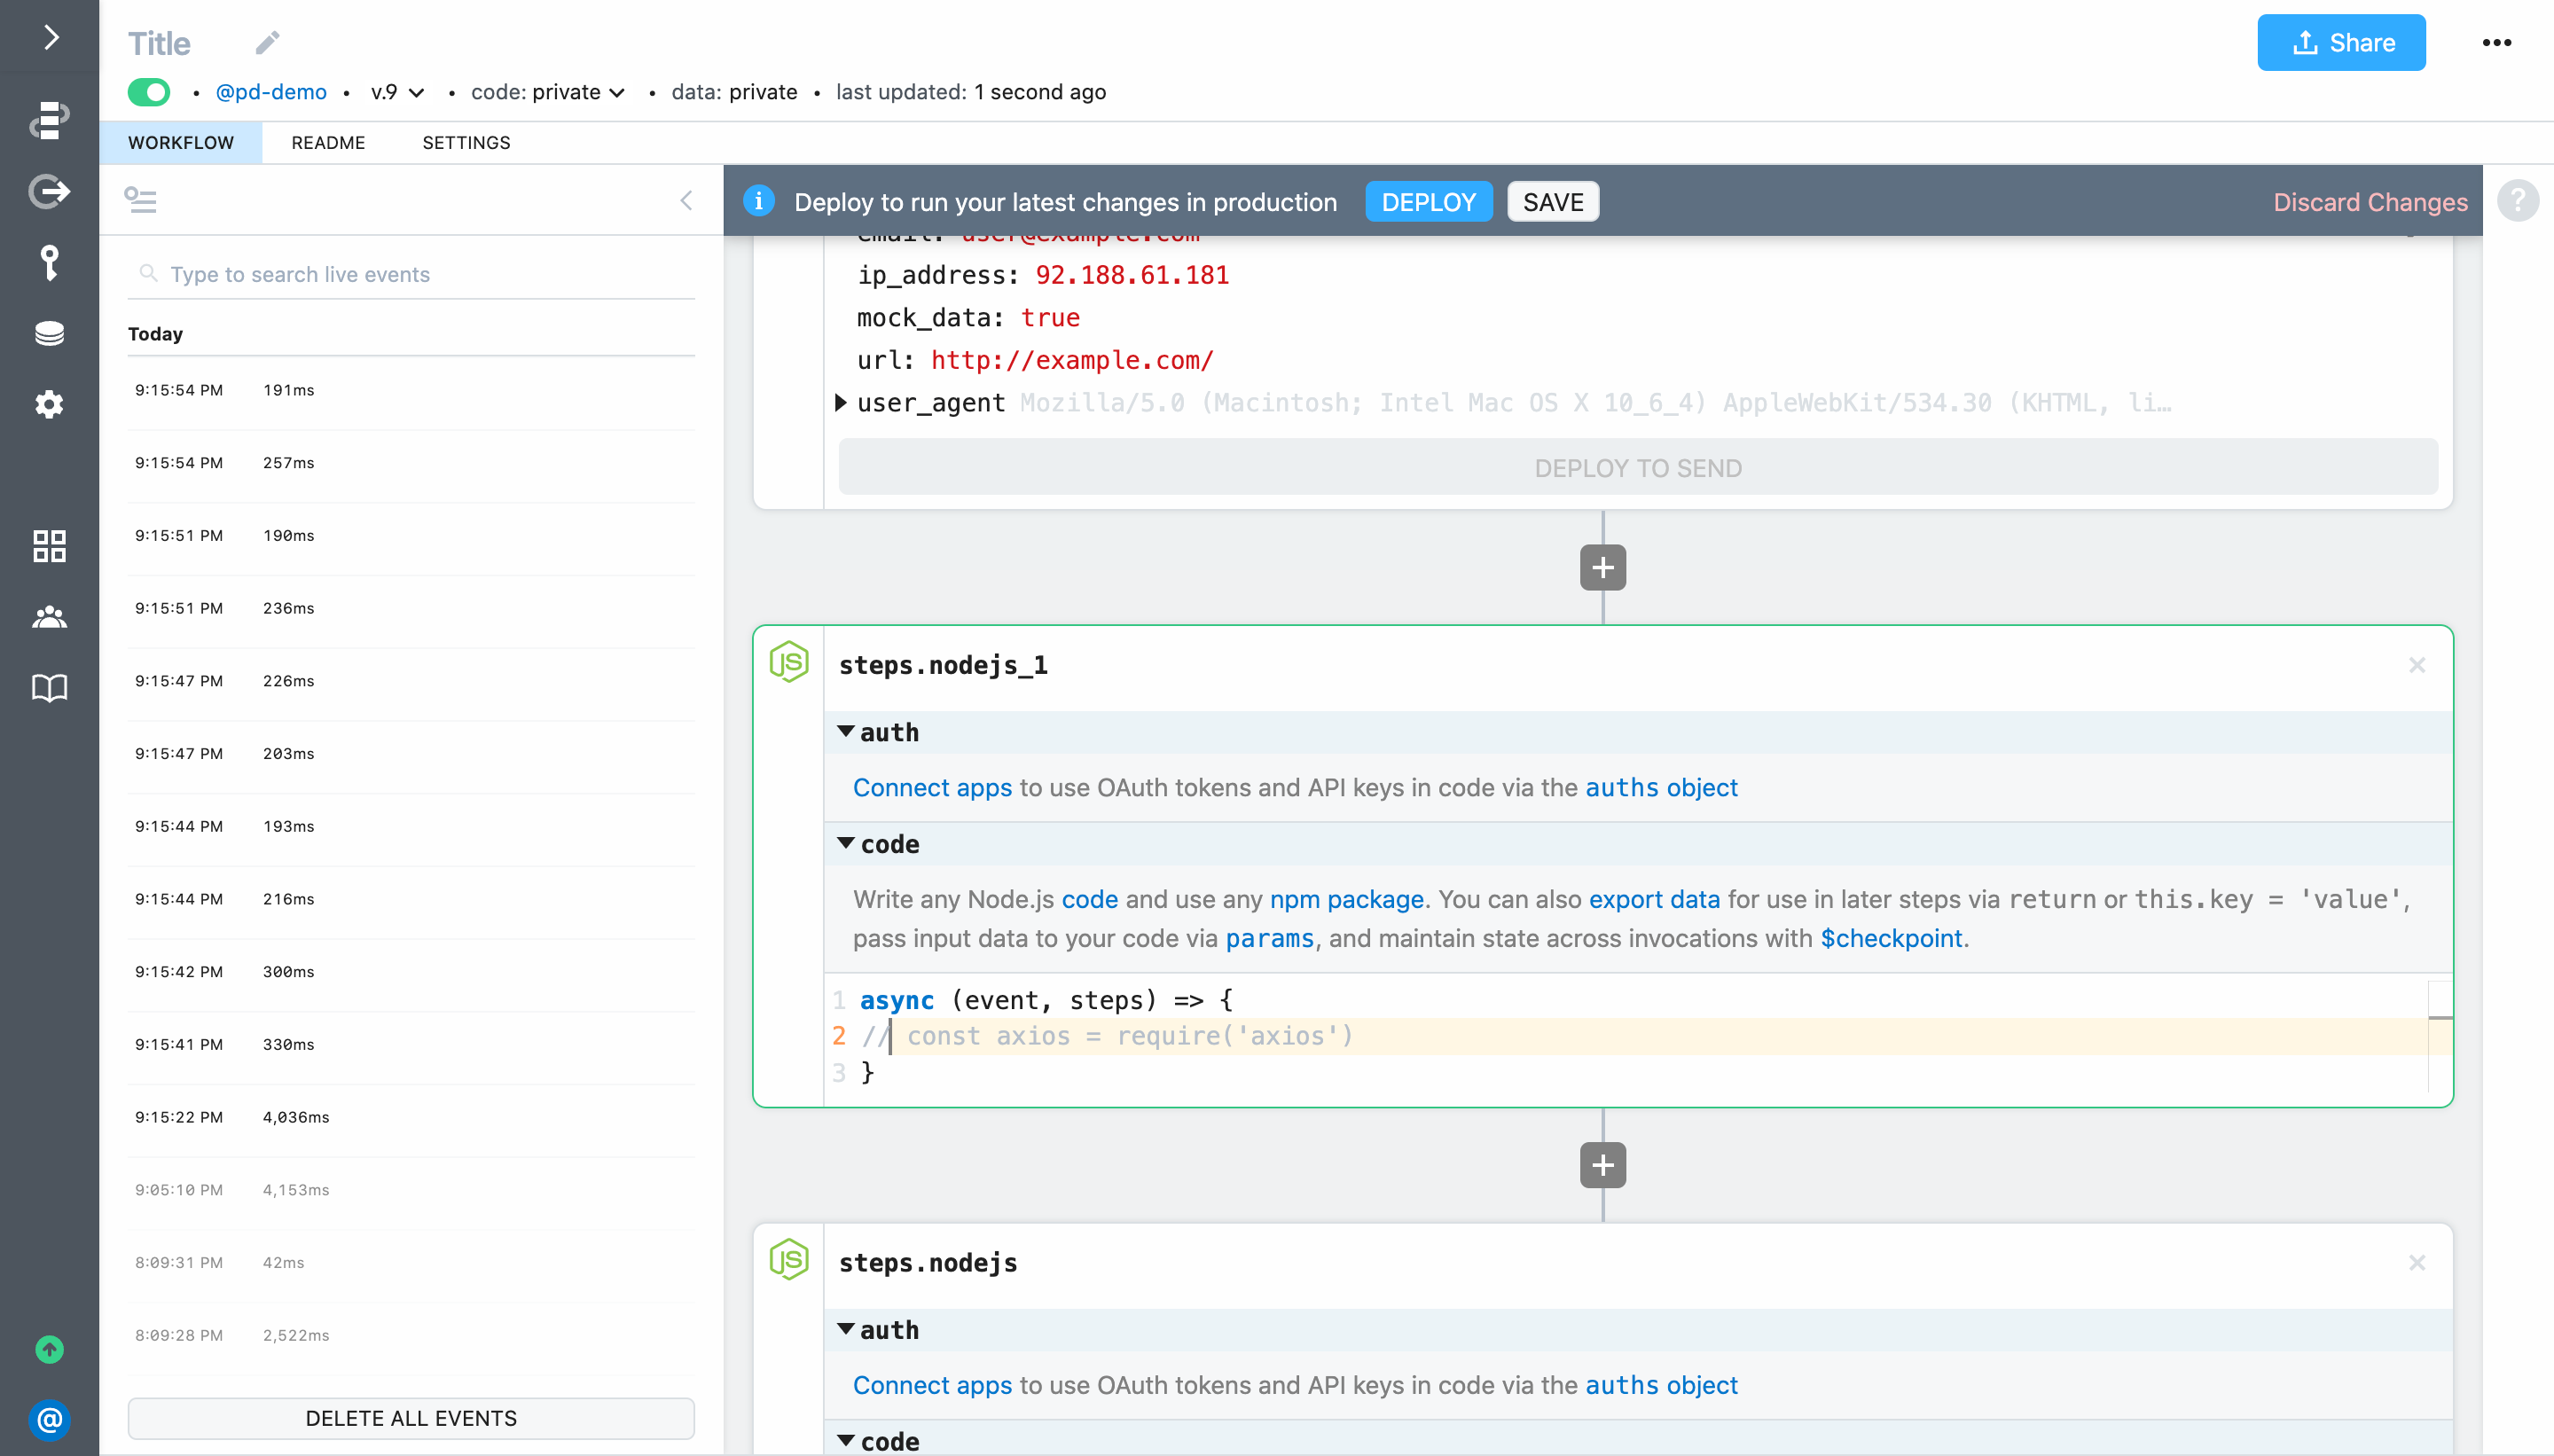 Title
Share
@pd-demo • v.9 • code: private • data: private • last updated: 1 second ago
WORKFLOW README SETTINGS
Deploy to run your latest changes in production DEPLOY SAVE Discard Changes
?
Type to search live events
Today
9:15:54 PM 191ms
9:15:54 PM 257ms
9:15:51 PM 190ms
9:15:51 PM 236ms
9:15:47 PM 226ms
9:15:47 PM 203ms
9:15:44 PM 193ms
9:15:44 PM 216ms
9:15:42 PM 300ms
9:15:41 PM 330ms
9:15:22 PM 4,036ms
9:05:10 PM 4,153ms
8:09:31 PM 42ms
8:09:28 PM 2,522ms
DELETE ALL EVENTS
email: user@example.com
ip_address: 92.188.61.181
mock_data: true
url: http://example.com/
user_agent Mozilla/5.0 (Macintosh; Intel Mac OS X 10_6_4) AppleWebKit/534.30 (KHTML, li…
DEPLOY TO SEND
JS steps.nodejs_1
auth
Connect apps to use OAuth tokens and API keys in code via the auths object
code
Write any Node.js code and use any npm package. You can also export data for use in later steps via return or this.key = 'value',
pass input data to your code via params, and maintain state across invocations with $checkpoint.
1 async (event, steps) => {
2 // const axios = require('axios')
3 }
JS steps.nodejs
auth
Connect apps to use OAuth tokens and API keys in code via the auths object
code